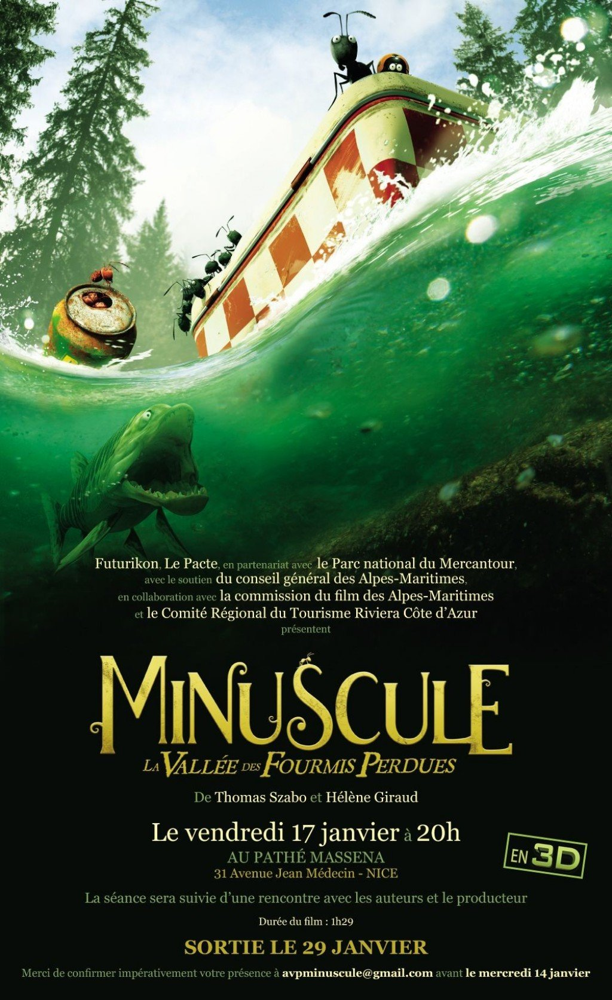 Futurikon, Le Pacte, en partenariat avec le Parc national du Mercantour,
avec le soutien du conseil général des Alpes-Maritimes,
en collaboration avec la commission du film des Alpes-Maritimes
et le Comité Régional du Tourisme Riviera Côte d'Azur
présentent
MINUSCULE
LA VALLÉE DES FOURMIS PERDUES
De Thomas Szabo et Hélène Giraud
Le vendredi 17 janvier à 20h
AU PATHÉ MASSENA
31 Avenue Jean Médecin - NICE
EN 3D
La séance sera suivie d'une rencontre avec les auteurs et le producteur
Durée du film : 1h29
SORTIE LE 29 JANVIER
Merci de confirmer impérativement votre présence à avpminuscule@gmail.com avant le mercredi 14 janvier